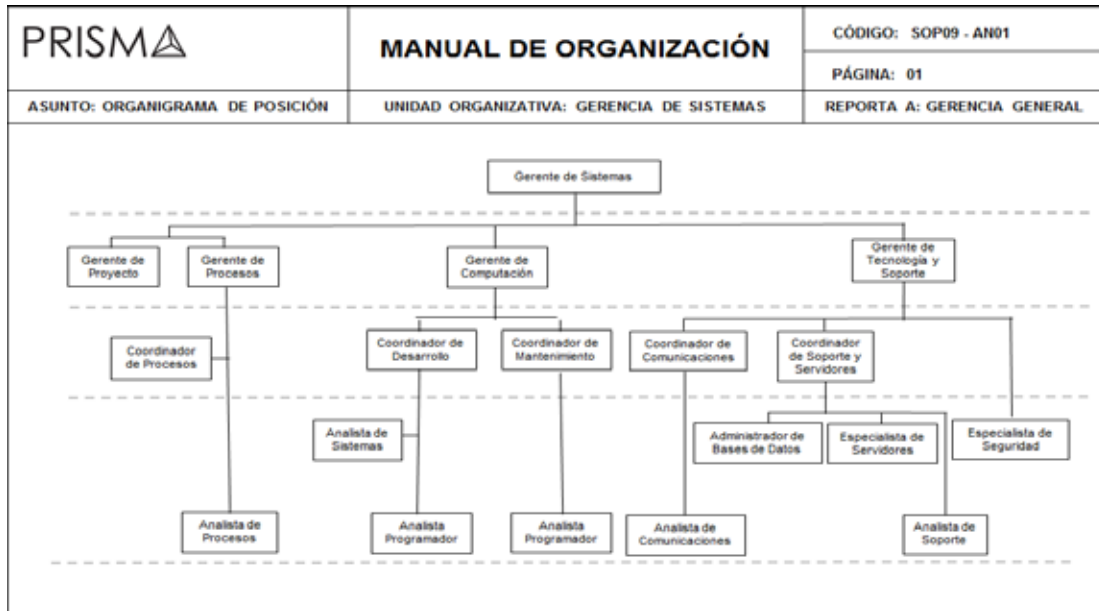 PRISMA
MANUAL DE ORGANIZACIÓN
CÓDIGO: SOP09 - AN01
PÁGINA: 01
ASUNTO: ORGANIGRAMA DE POSICIÓN
UNIDAD ORGANIZATIVA: GERENCIA DE SISTEMAS
REPORTA A: GERENCIA GENERAL
Gerente de Sistemas
Gerente de
Proyecto
Gerente de
Procesos
Gerente de
Computación
Gerente de
Tecnología y
Soporte
Coordinador
de Procesos
Coordinador de
Desarrollo
Coordinador de
Mantenimiento
Coordinador de
Comunicaciones
Coordinador
de Soporte y
Servidores
Analista de
Sistemas
Administrador de
Bases de Datos
Especialista de
Servidores
Especialista de
Seguridad
Analista de
Procesos
Analista
Programador
Analista
Programador
Analista de
Comunicaciones
Analista de
Soporte